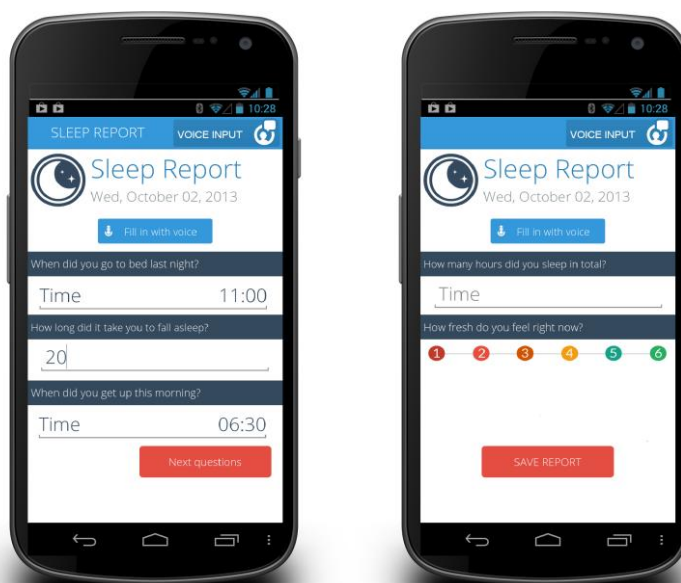 10:28
SLEEP REPORT VOICE INPUT
Sleep Report
Wed, October 02, 2013
Fill in with voice
When did you go to bed last night?
Time 11:00
How long did it take you to fall asleep?
20
When did you get up this morning?
Time 06:30
Next questions
10:28
VOICE INPUT
Sleep Report
Wed, October 02, 2013
Fill in with voice
How many hours did you sleep in total?
Time
How fresh do you feel right now?
1 2 3 4 5 6
SAVE REPORT